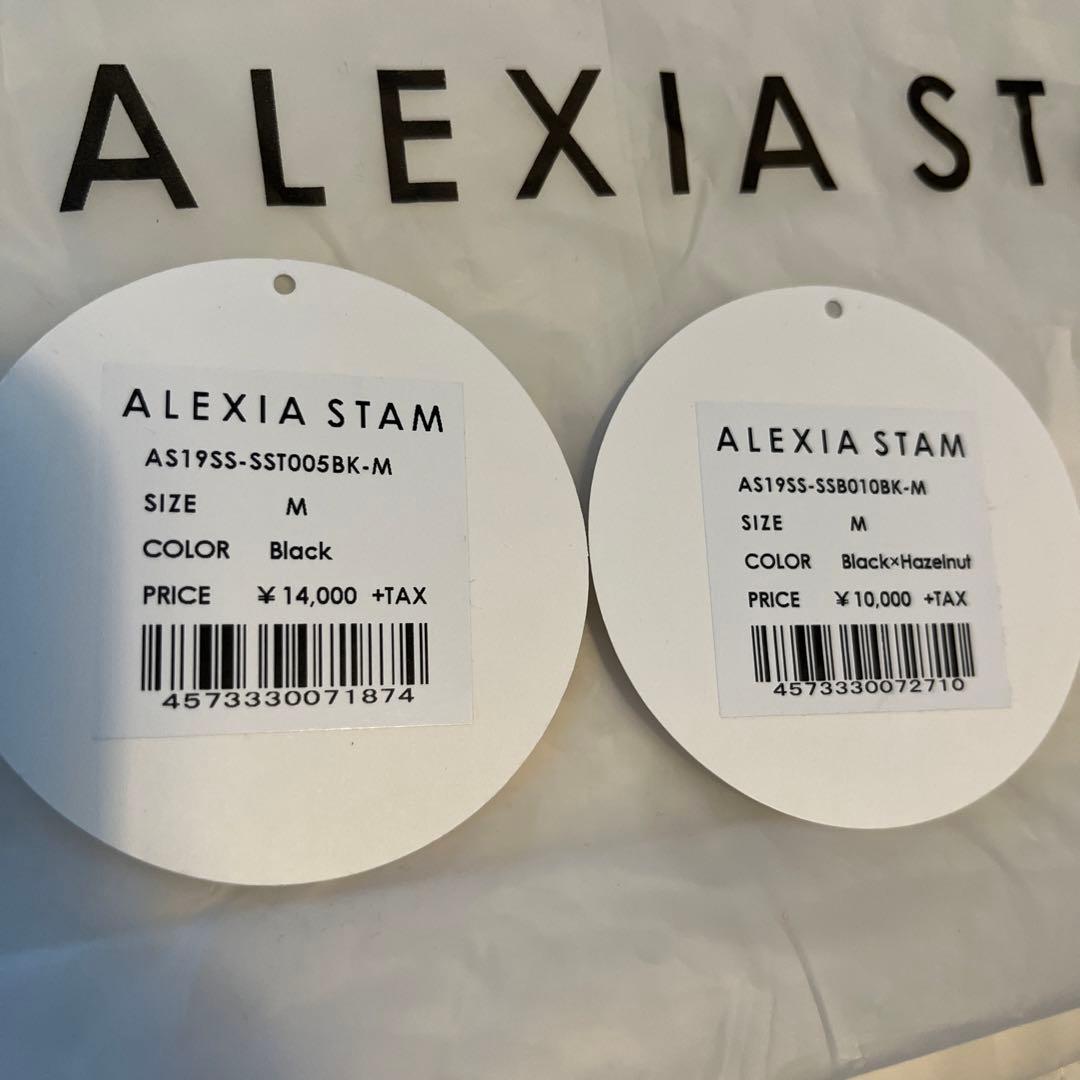 ALEXIA ST
ALEXIA STAM
AS19SS-SST005BK-M
SIZE M
COLOR Black
PRICE ¥14,000 +TAX
4573330071874
ALEXIA STAM
AS19SS-SSB010BK-M
SIZE M
COLOR Black×Hazelnut
PRICE ¥10,000 +TAX
4573330072710